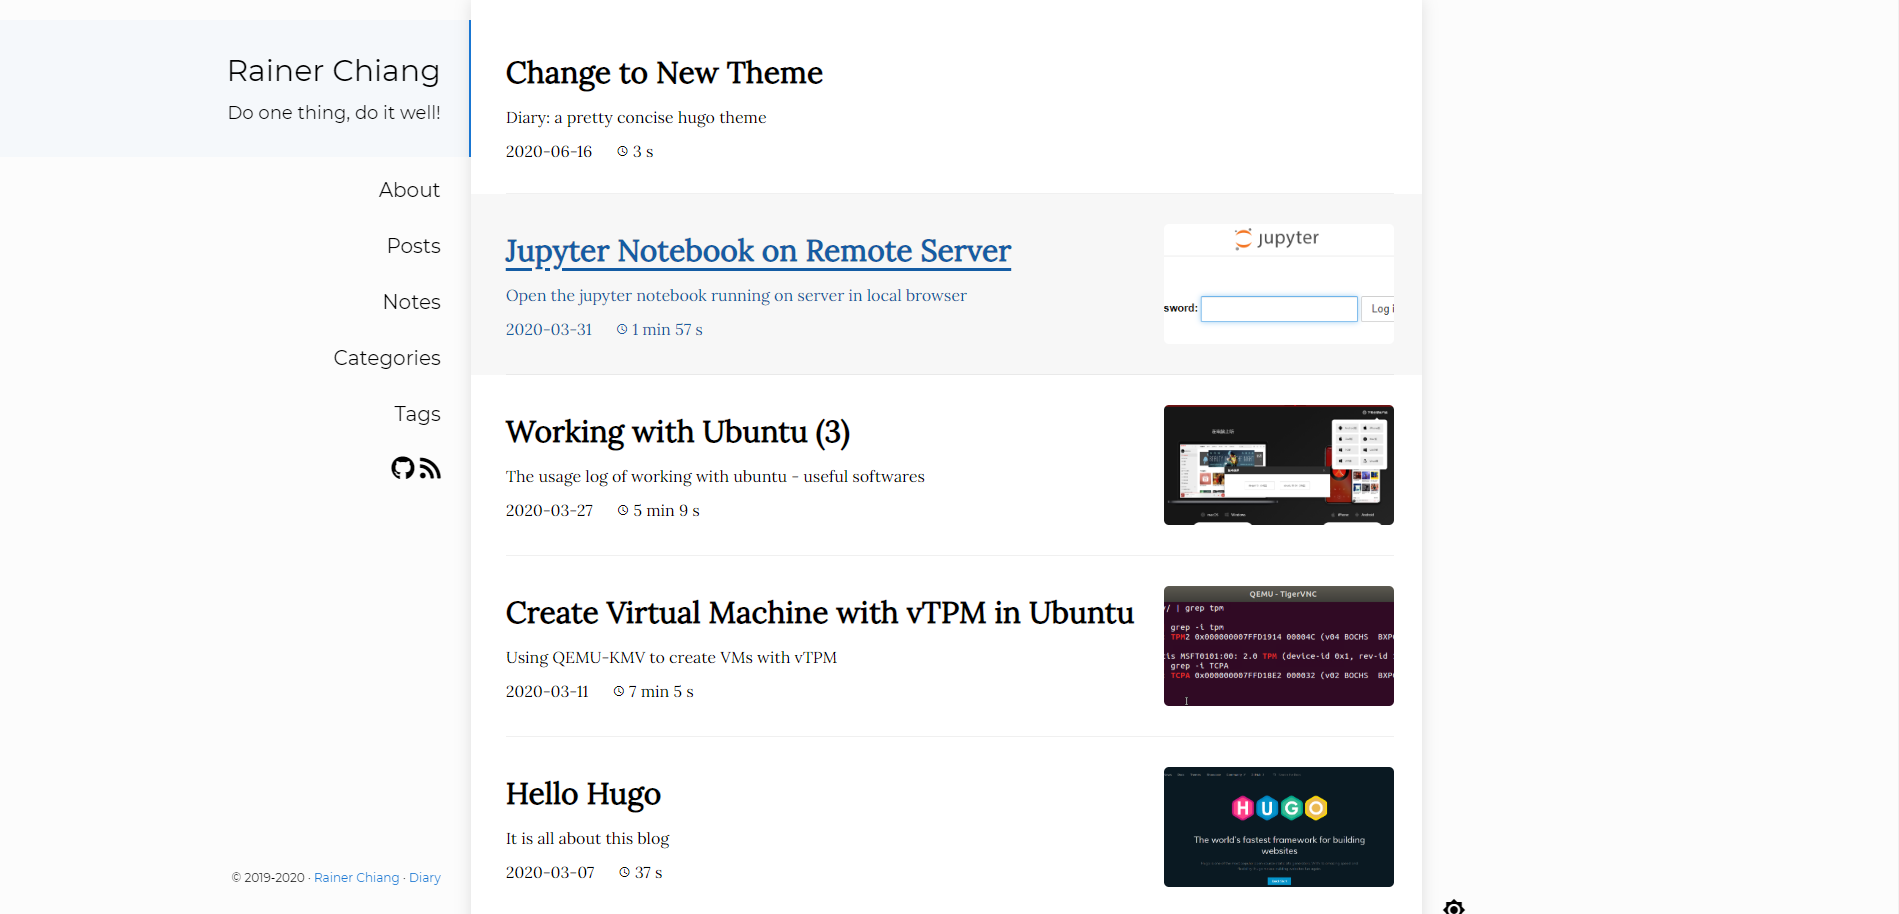 Rainer Chiang
Do one thing, do it well!
About
Posts
Notes
Categories
Tags
© 2019-2020 · Rainer Chiang · Diary
Change to New Theme
Diary: a pretty concise hugo theme
2020-06-16 3 s
Jupyter Notebook on Remote Server
Open the jupyter notebook running on server in local browser
2020-03-31 1 min 57 s
jupyter
sword: Log i
Working with Ubuntu (3)
The usage log of working with ubuntu - useful softwares
2020-03-27 5 min 9 s
macOS Windows iPhone Android
Create Virtual Machine with vTPM in Ubuntu
Using QEMU-KMV to create VMs with vTPM
2020-03-11 7 min 5 s
QEMU - TigerVNC
/ | grep tpm
grep -i tpm
TPM2 0x000000007FFD1914 00004C (v04 BOCHS BXP
tis MSFT0101:00: 2.0 TPM (device-id 0x1, rev-id
grep -i TCPA
TCPA 0x000000007FFD18E2 000032 (v02 BOCHS BXP
Hello Hugo
It is all about this blog
2020-03-07 37 s
HUGO
The world's fastest framework for building
websites